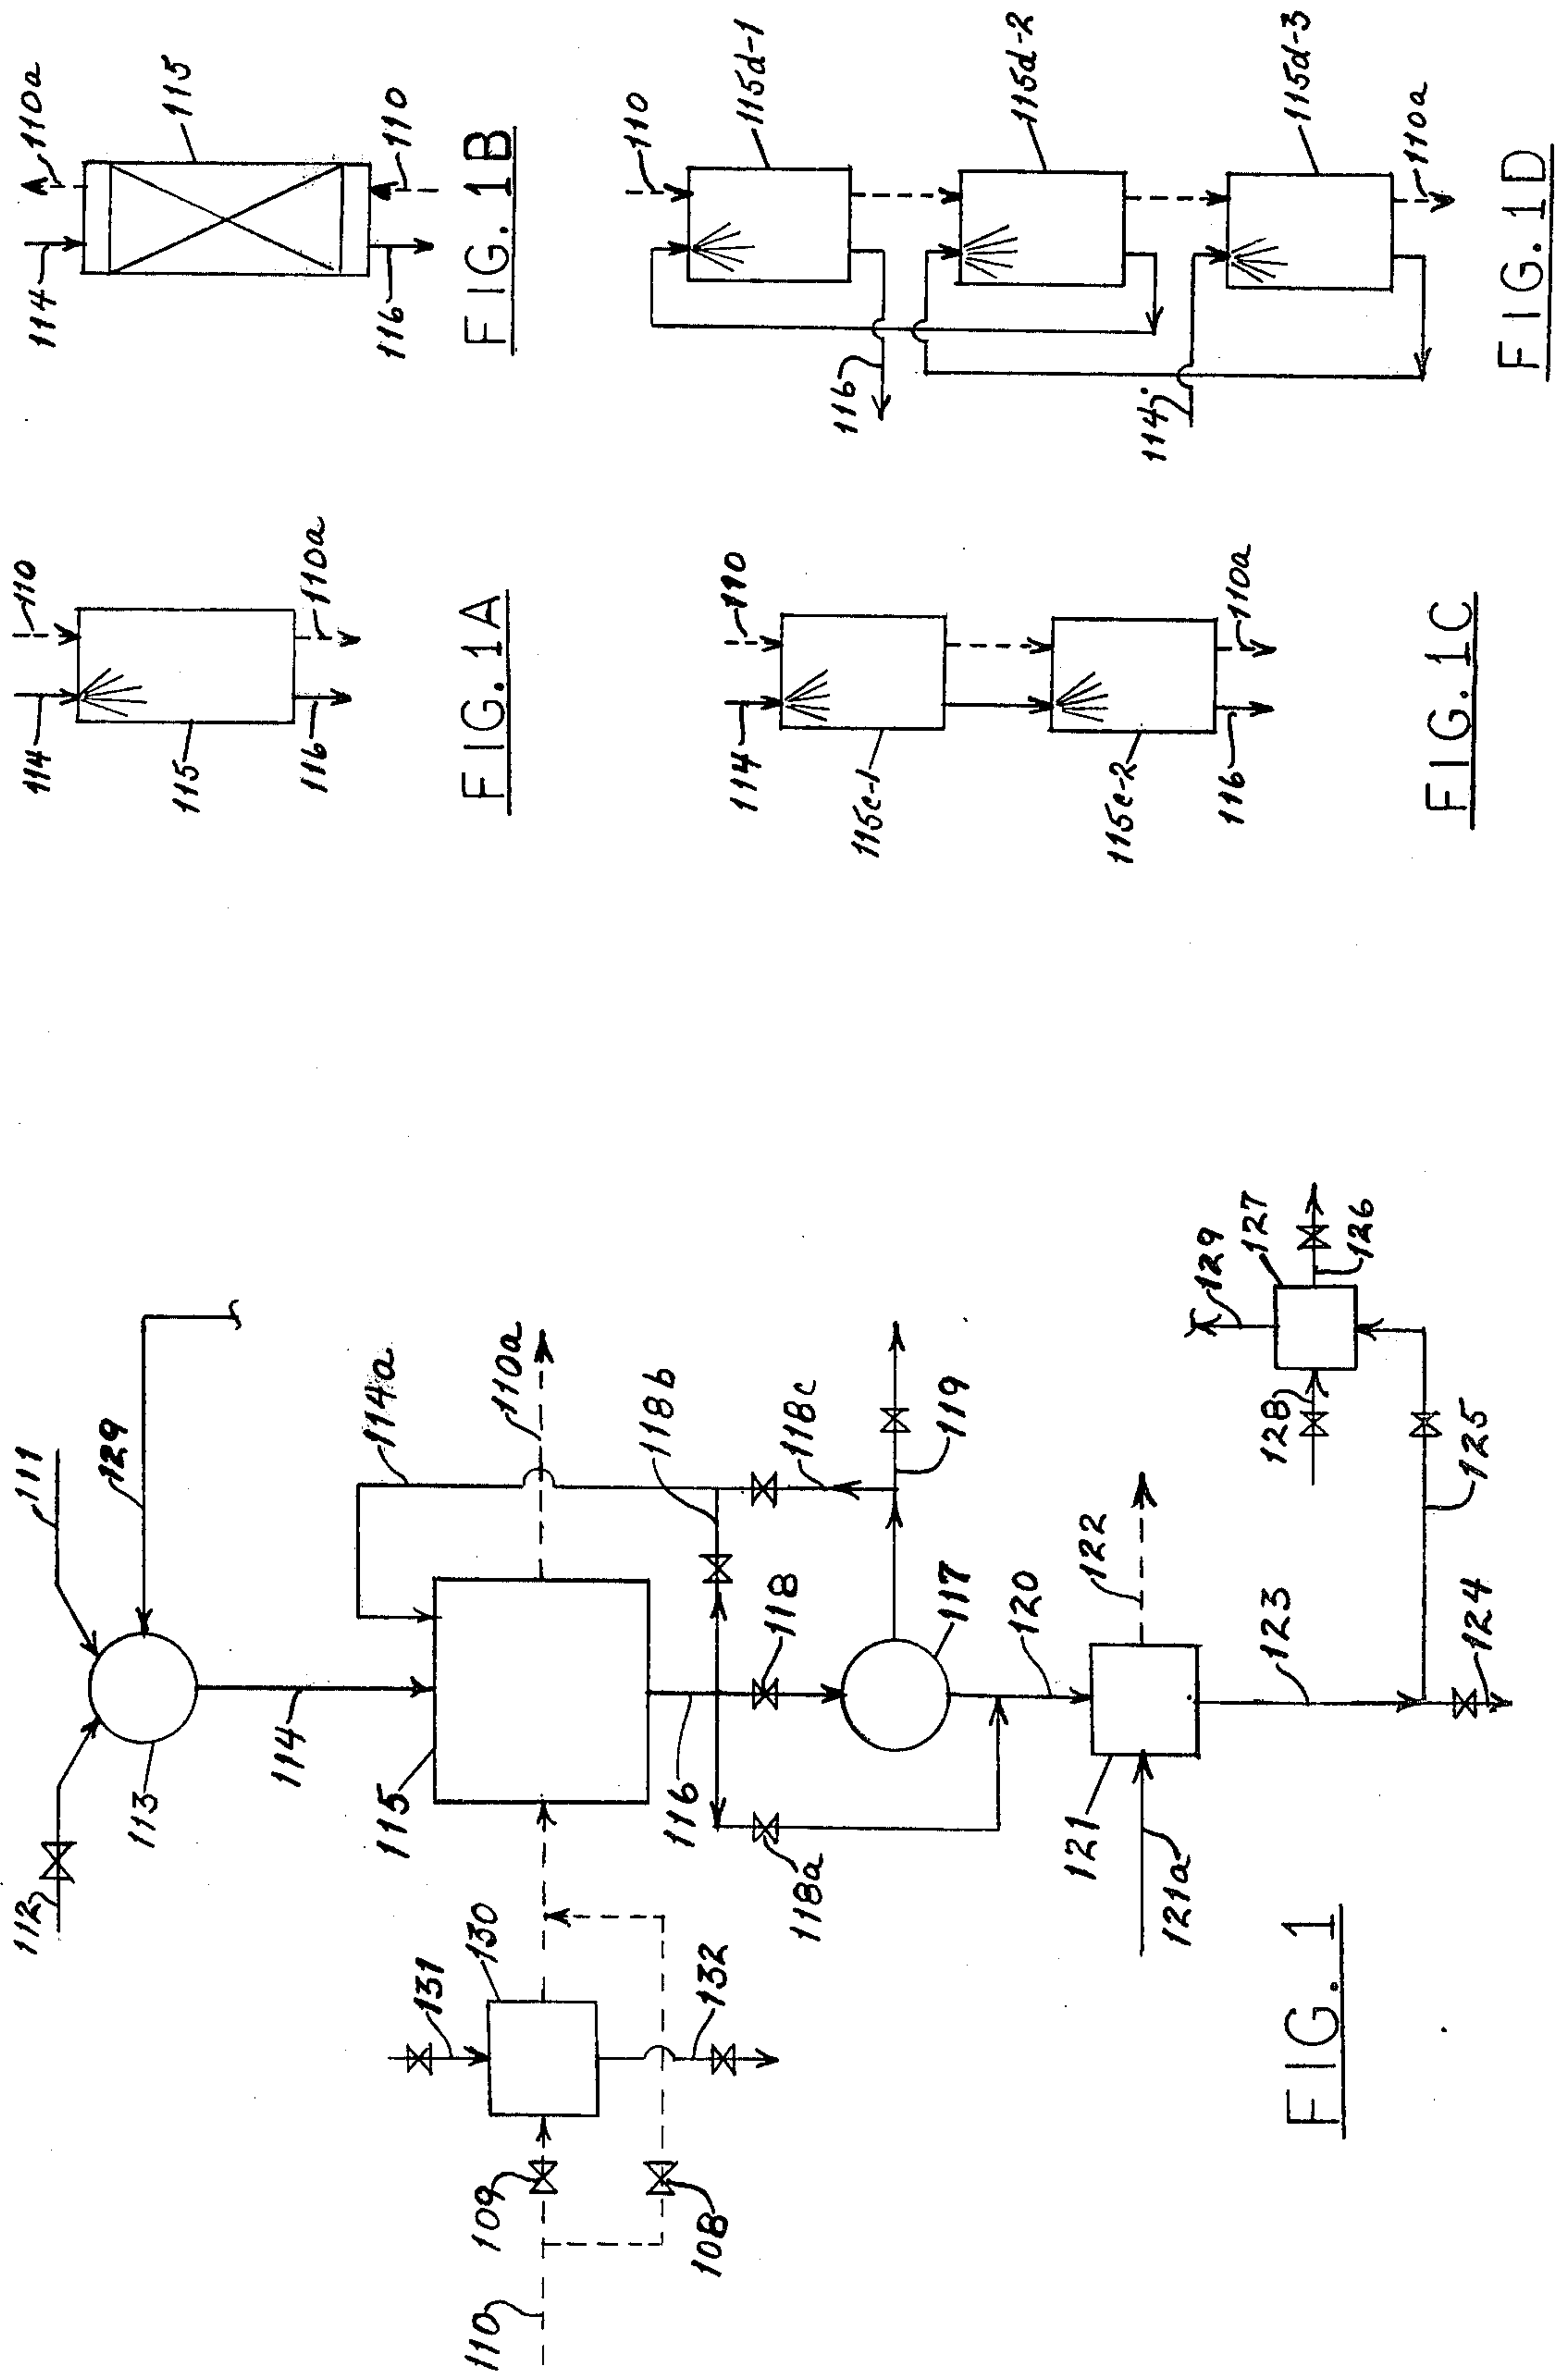 110
109
108
131
130
132
112
111
129
113
114
115
114a
110a
116
118b
118
118a
118c
117
119
120
121
121a
122
123
124
125
128
129
127
126
FIG. 1
114
110
115
116
110a
FIG. 1A
114
110a
115
116
110
FIG. 1B
114
110
115c-1
115c-2
116
110a
FIG. 1C
110
115d-1
115d-2
115d-3
116
114
110a
FIG. 1D